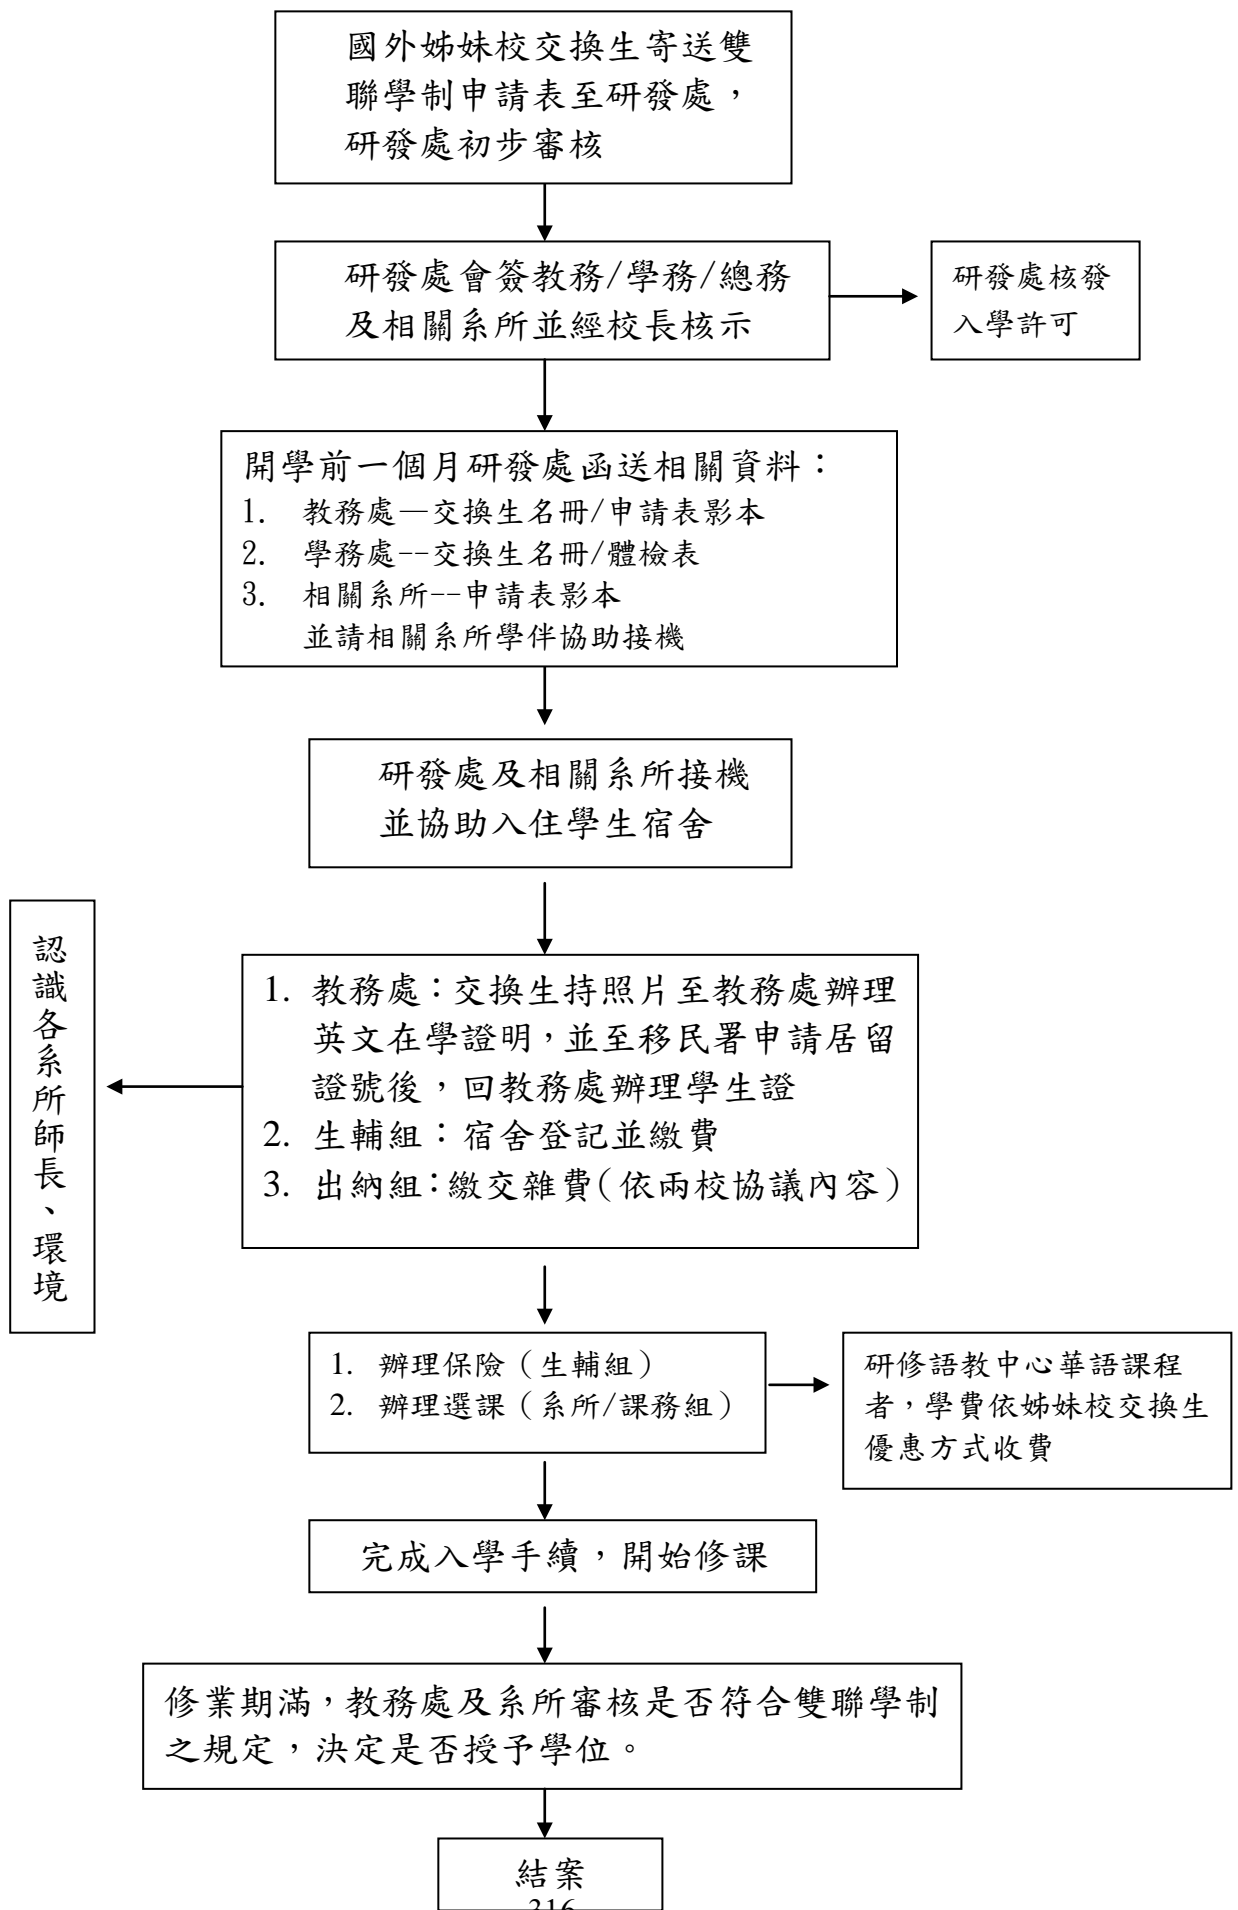 國外姊妹校交換生寄送雙
聯學制申請表至研發處，
研發處初步審核
研發處會簽教務/學務/總務
及相關系所並經校長核示
研發處核發
入學許可
開學前一個月研發處函送相關資料：
1. 教務處—交換生名冊/申請表影本
2. 學務處--交換生名冊/體檢表
3. 相關系所--申請表影本
並請相關系所學伴協助接機
研發處及相關系所接機
並協助入住學生宿舍
認識各系所師長、環境
1. 教務處：交換生持照片至教務處辦理
英文在學證明，並至移民署申請居留
證號後，回教務處辦理學生證
2. 生輔組：宿舍登記並繳費
3. 出納組：繳交雜費（依兩校協議內容）
1. 辦理保險（生輔組）
2. 辦理選課（系所/課務組）
研修語教中心華語課程
者，學費依姊妹校交換生
優惠方式收費
完成入學手續，開始修課
修業期滿，教務處及系所審核是否符合雙聯學制
之規定，決定是否授予學位。
結案
316